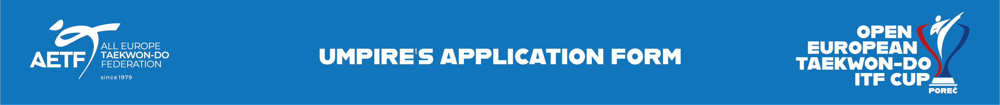 AETF
ALL EUROPE
TAEKWON-DO
FEDERATION
since 1979
UMPIRE'S APPLICATION FORM
OPEN
EUROPEAN
TAEKWON-DO
ITF CUP
POREČ